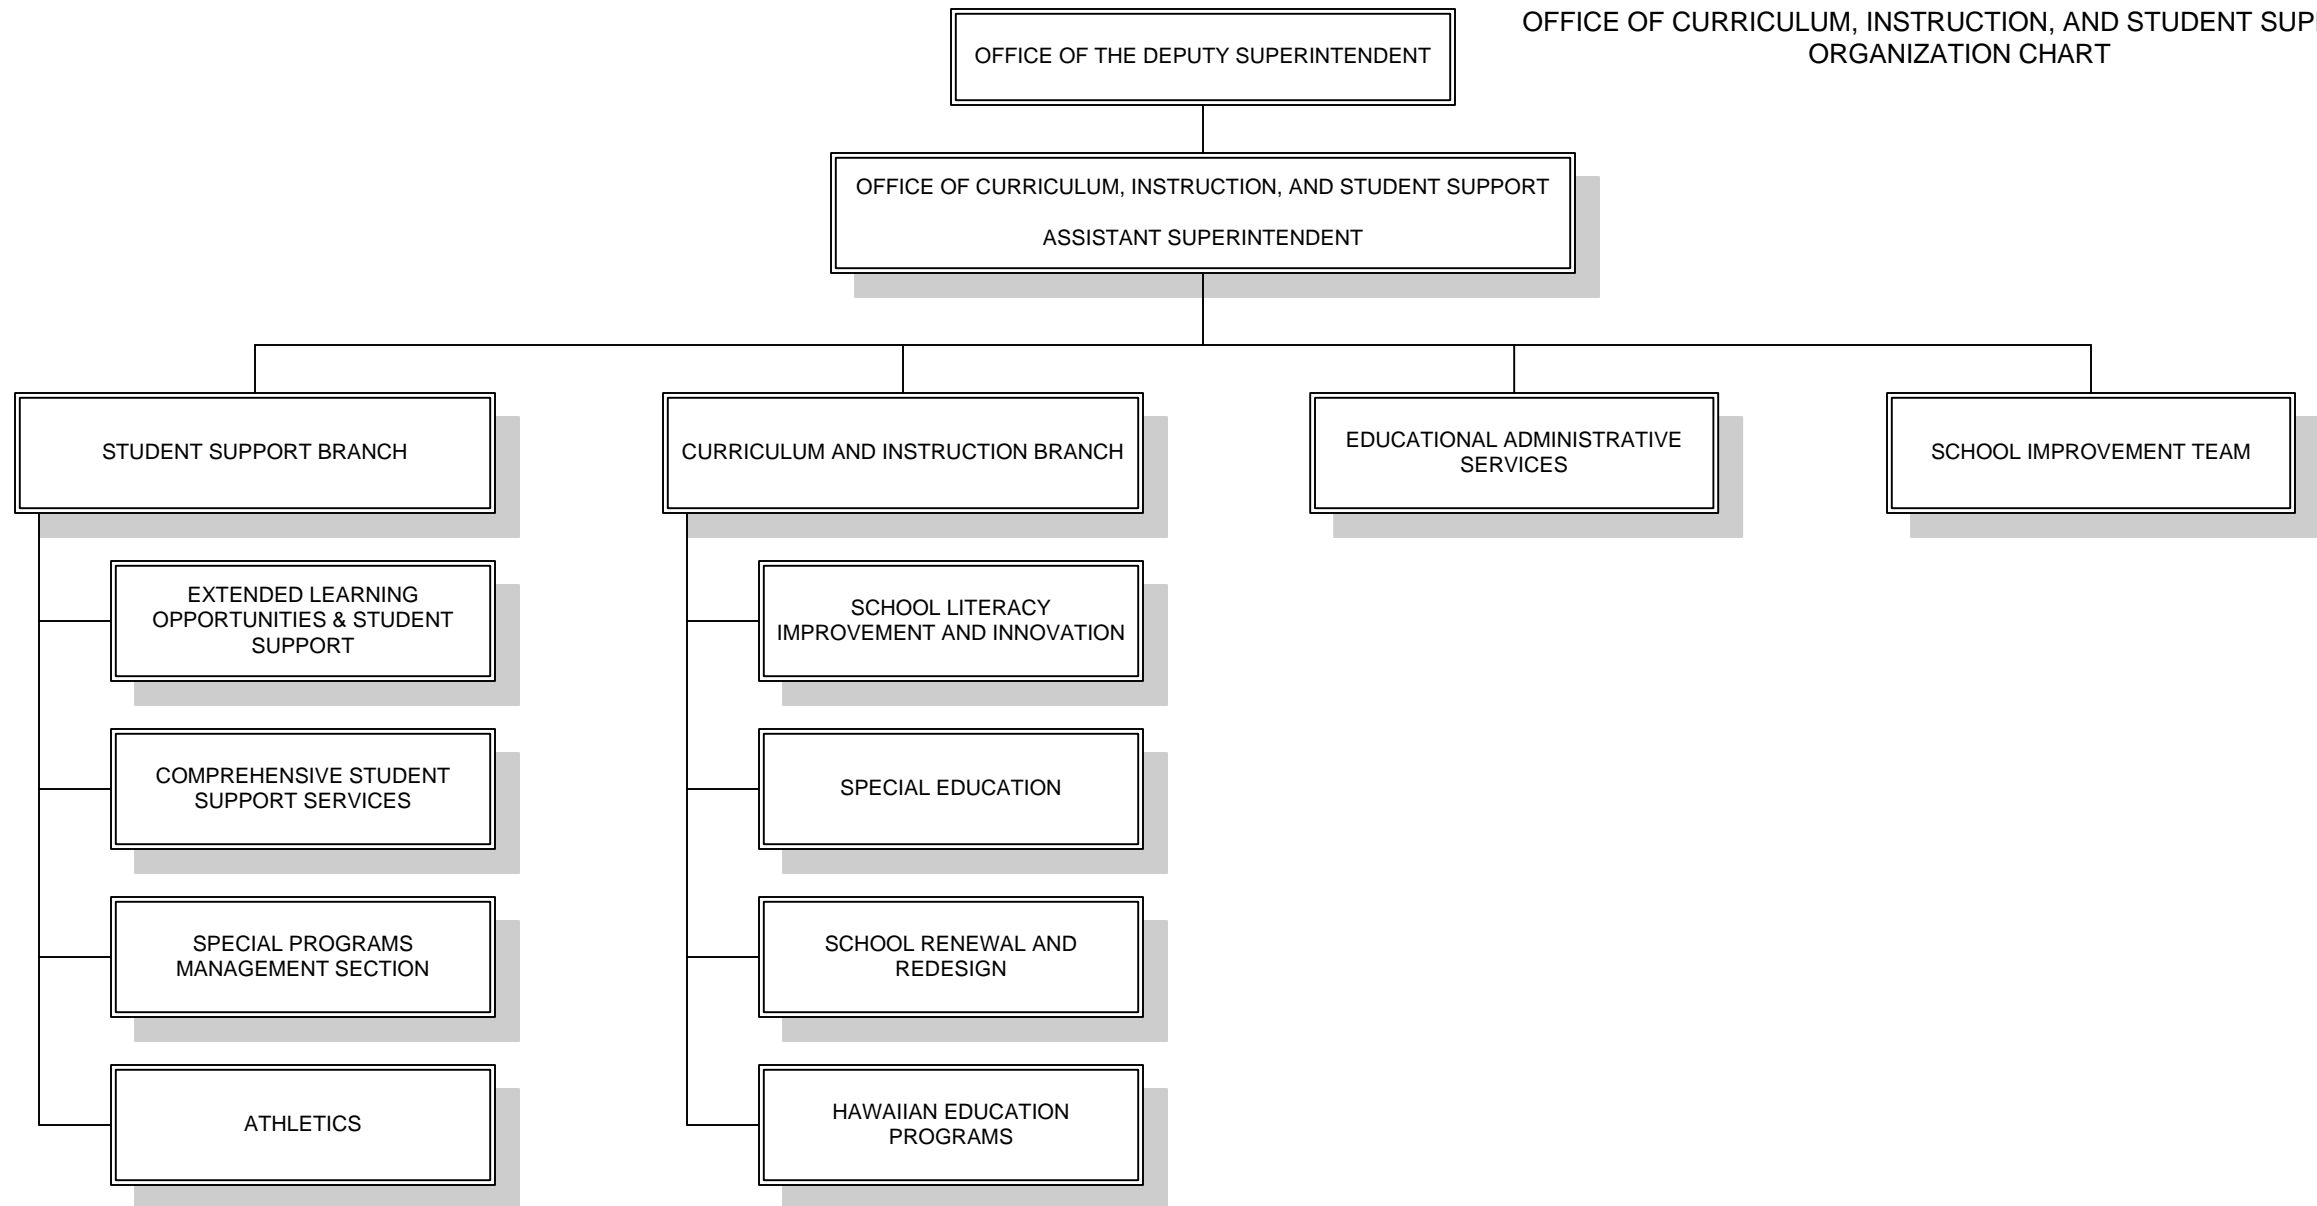 OFFICE OF CURRICULUM, INSTRUCTION, AND STUDENT
ORGANIZATION CHART
OFFICE OF THE DEPUTY SUPERINTENDENT
OFFICE OF CURRICULUM, INSTRUCTION, AND STUDENT SUPPORT
ASSISTANT SUPERINTENDENT
STUDENT SUPPORT BRANCH
EXTENDED LEARNING
OPPORTUNITIES & STUDENT
SUPPORT
COMPREHENSIVE STUDENT
SUPPORT SERVICES
SPECIAL PROGRAMS
MANAGEMENT SECTION
ATHLETICS
CURRICULUM AND INSTRUCTION BRANCH
SCHOOL LITERACY
IMPROVEMENT AND INNOVATION
SPECIAL EDUCATION
SCHOOL RENEWAL AND
REDESIGN
HAWAIIAN EDUCATION
PROGRAMS
EDUCATIONAL ADMINISTRATIVE
SERVICES
SCHOOL IMPROVEMENT TEAM